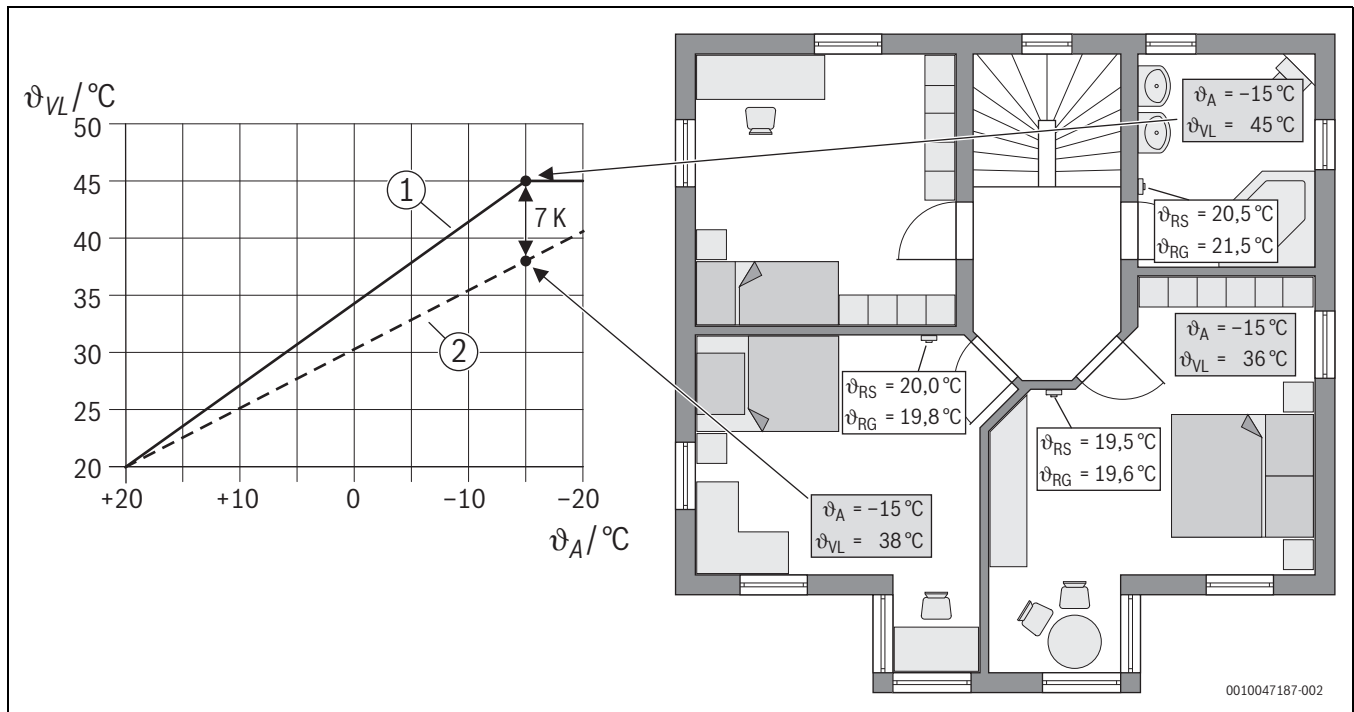 ϑVL / °C
50
45
40
35
30
25
20
+20
+10
0
-10
-20
ϑA / °C
1
2
7 K
ϑA = –15 °C
ϑVL = 45 °C
ϑRS = 20,5 °C
ϑRG = 21,5 °C
ϑA = –15 °C
ϑVL = 36 °C
ϑRS = 20,0 °C
ϑRG = 19,8 °C
ϑRS = 19,5 °C
ϑRG = 19,6 °C
ϑA = –15 °C
ϑVL = 38 °C
0010047187-002